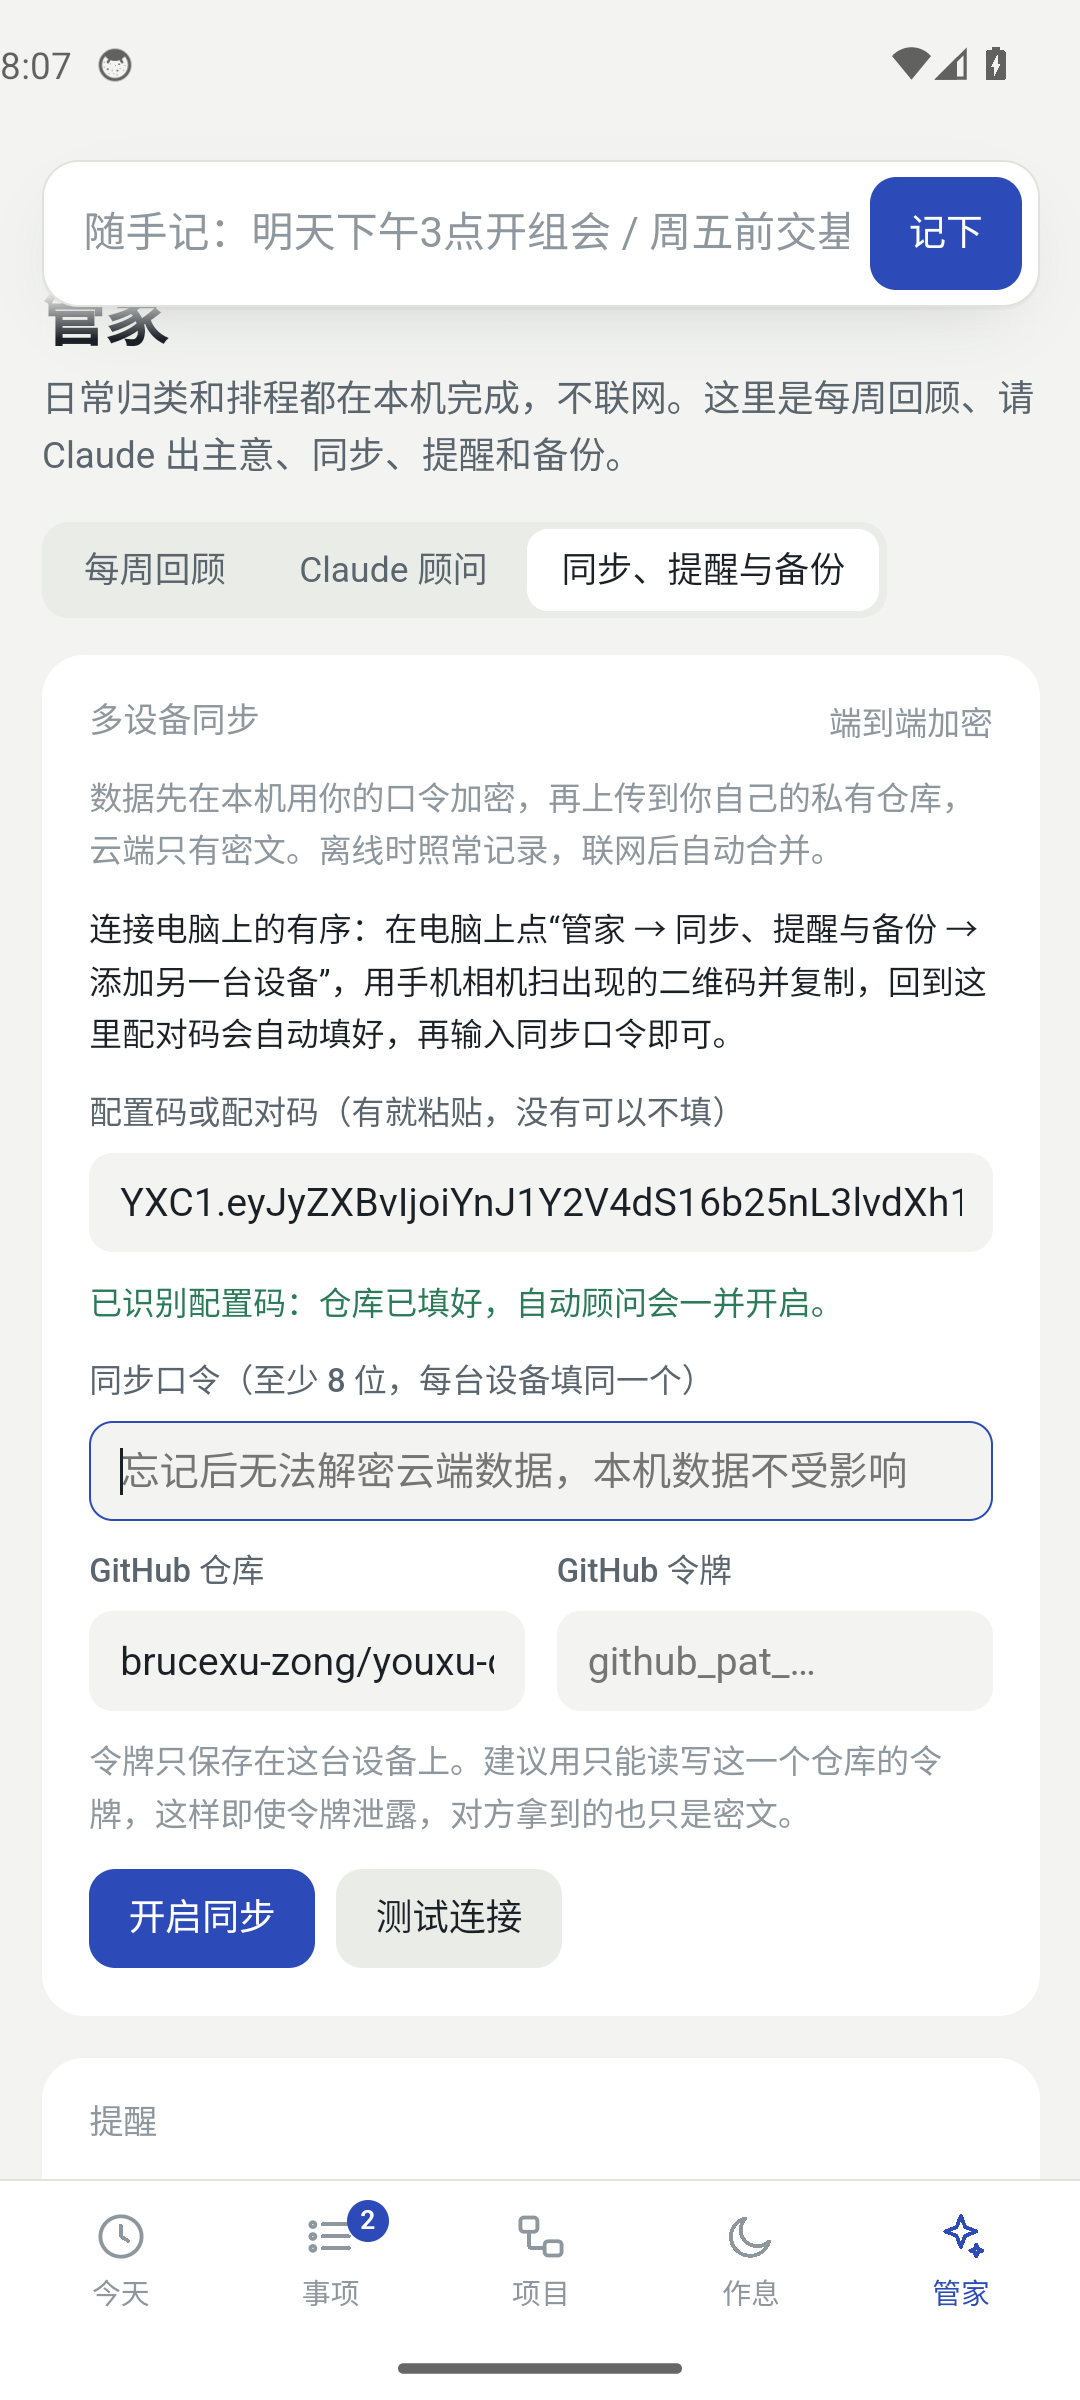 8:07
随手记：明天下午3点开组会 / 周五前交基
记下
管家
日常归类和排程都在本机完成，不联网。这里是每周回顾、请
Claude 出主意、同步、提醒和备份。
每周回顾
Claude 顾问
同步、提醒与备份
多设备同步
端到端加密
数据先在本机用你的口令加密，再上传到你自己的私有仓库，
云端只有密文。离线时照常记录，联网后自动合并。
连接电脑上的有序：在电脑上点“管家 → 同步、提醒与备份 →
添加另一台设备”，用手机相机扫出现的二维码并复制，回到这
里配对码会自动填好，再输入同步口令即可。
配置码或配对码（有就粘贴，没有可以不填）
YXC1.eyJyZXBvIjoiYnJ1Y2V4dS16b25nL3lvdXh1
已识别配置码：仓库已填好，自动顾问会一并开启。
同步口令（至少 8 位，每台设备填同一个）
忘记后无法解密云端数据，本机数据不受影响
GitHub 仓库
GitHub 令牌
brucexu-zong/youxu-
github_pat_…
令牌只保存在这台设备上。建议用只能读写这一个仓库的令
牌，这样即使令牌泄露，对方拿到的也只是密文。
开启同步
测试连接
提醒
2
今天
事项
项目
作息
管家